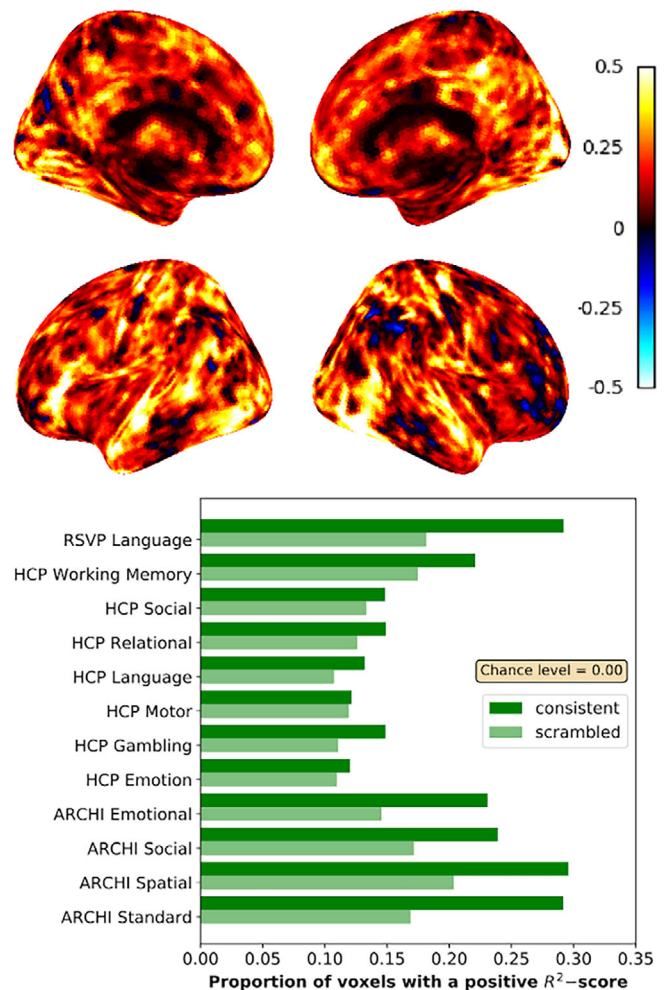 0.5
0.25
0
-0.25
-0.5
RSVP Language
HCP Working Memory
HCP Social
HCP Relational
HCP Language
HCP Motor
HCP Gambling
HCP Emotion
ARCHI Emotional
ARCHI Social
ARCHI Spatial
ARCHI Standard
Chance level = 0.00
consistent
scrambled
0.00 0.05 0.10 0.15 0.20 0.25 0.30 0.35
Proportion of voxels with a positive R²−score